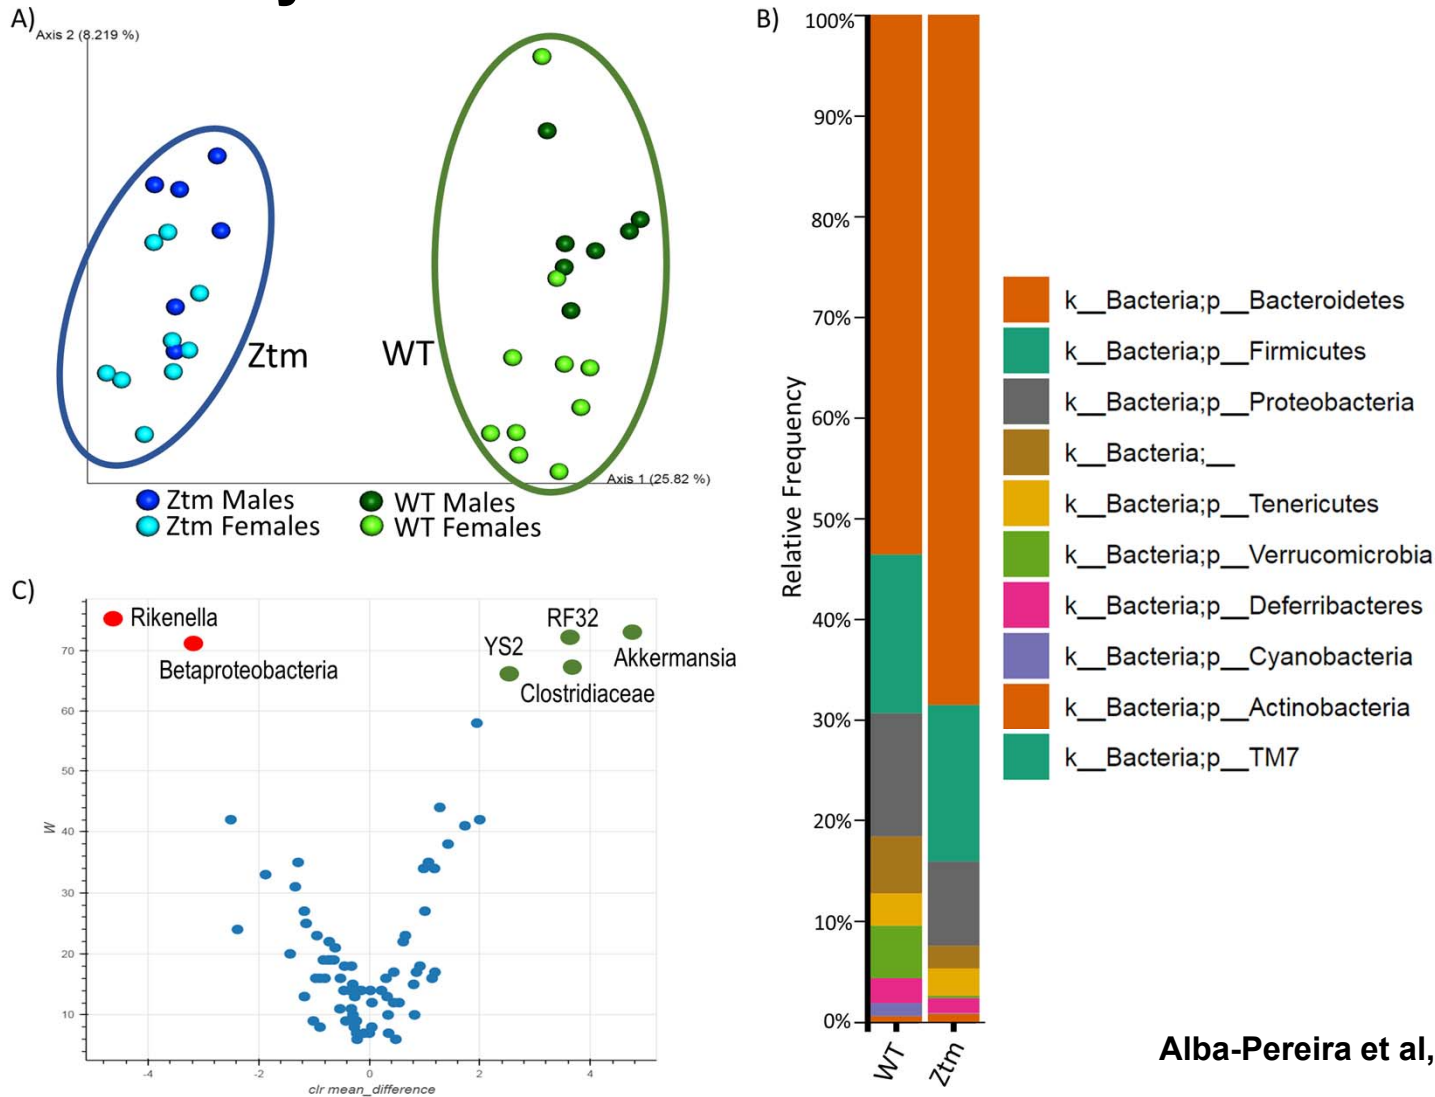 A)
Axis 2 (8.219 %)
Ztm
WT
Axis 1 (25.82 %)
Ztm Males
WT Males
Ztm Females
WT Females
B)
100%
90%
80%
70%
60%
50%
40%
30%
20%
10%
0%
Relative Frequency
WT
Ztm
k__Bacteria;p__Bacteroidetes
k__Bacteria;p__Firmicutes
k__Bacteria;p__Proteobacteria
k__Bacteria;__
k__Bacteria;p__Tenericutes
k__Bacteria;p__Verrucomicrobia
k__Bacteria;p__Deferribacteres
k__Bacteria;p__Cyanobacteria
k__Bacteria;p__Actinobacteria
k__Bacteria;p__TM7
C)
Rikenella
Betaproteobacteria
RF32
YS2
Akkermansia
Clostridiaceae
70
60
50
40
30
20
10
W
-4 -2 0 2 4
clr mean_difference
Alba-Pereira et al,